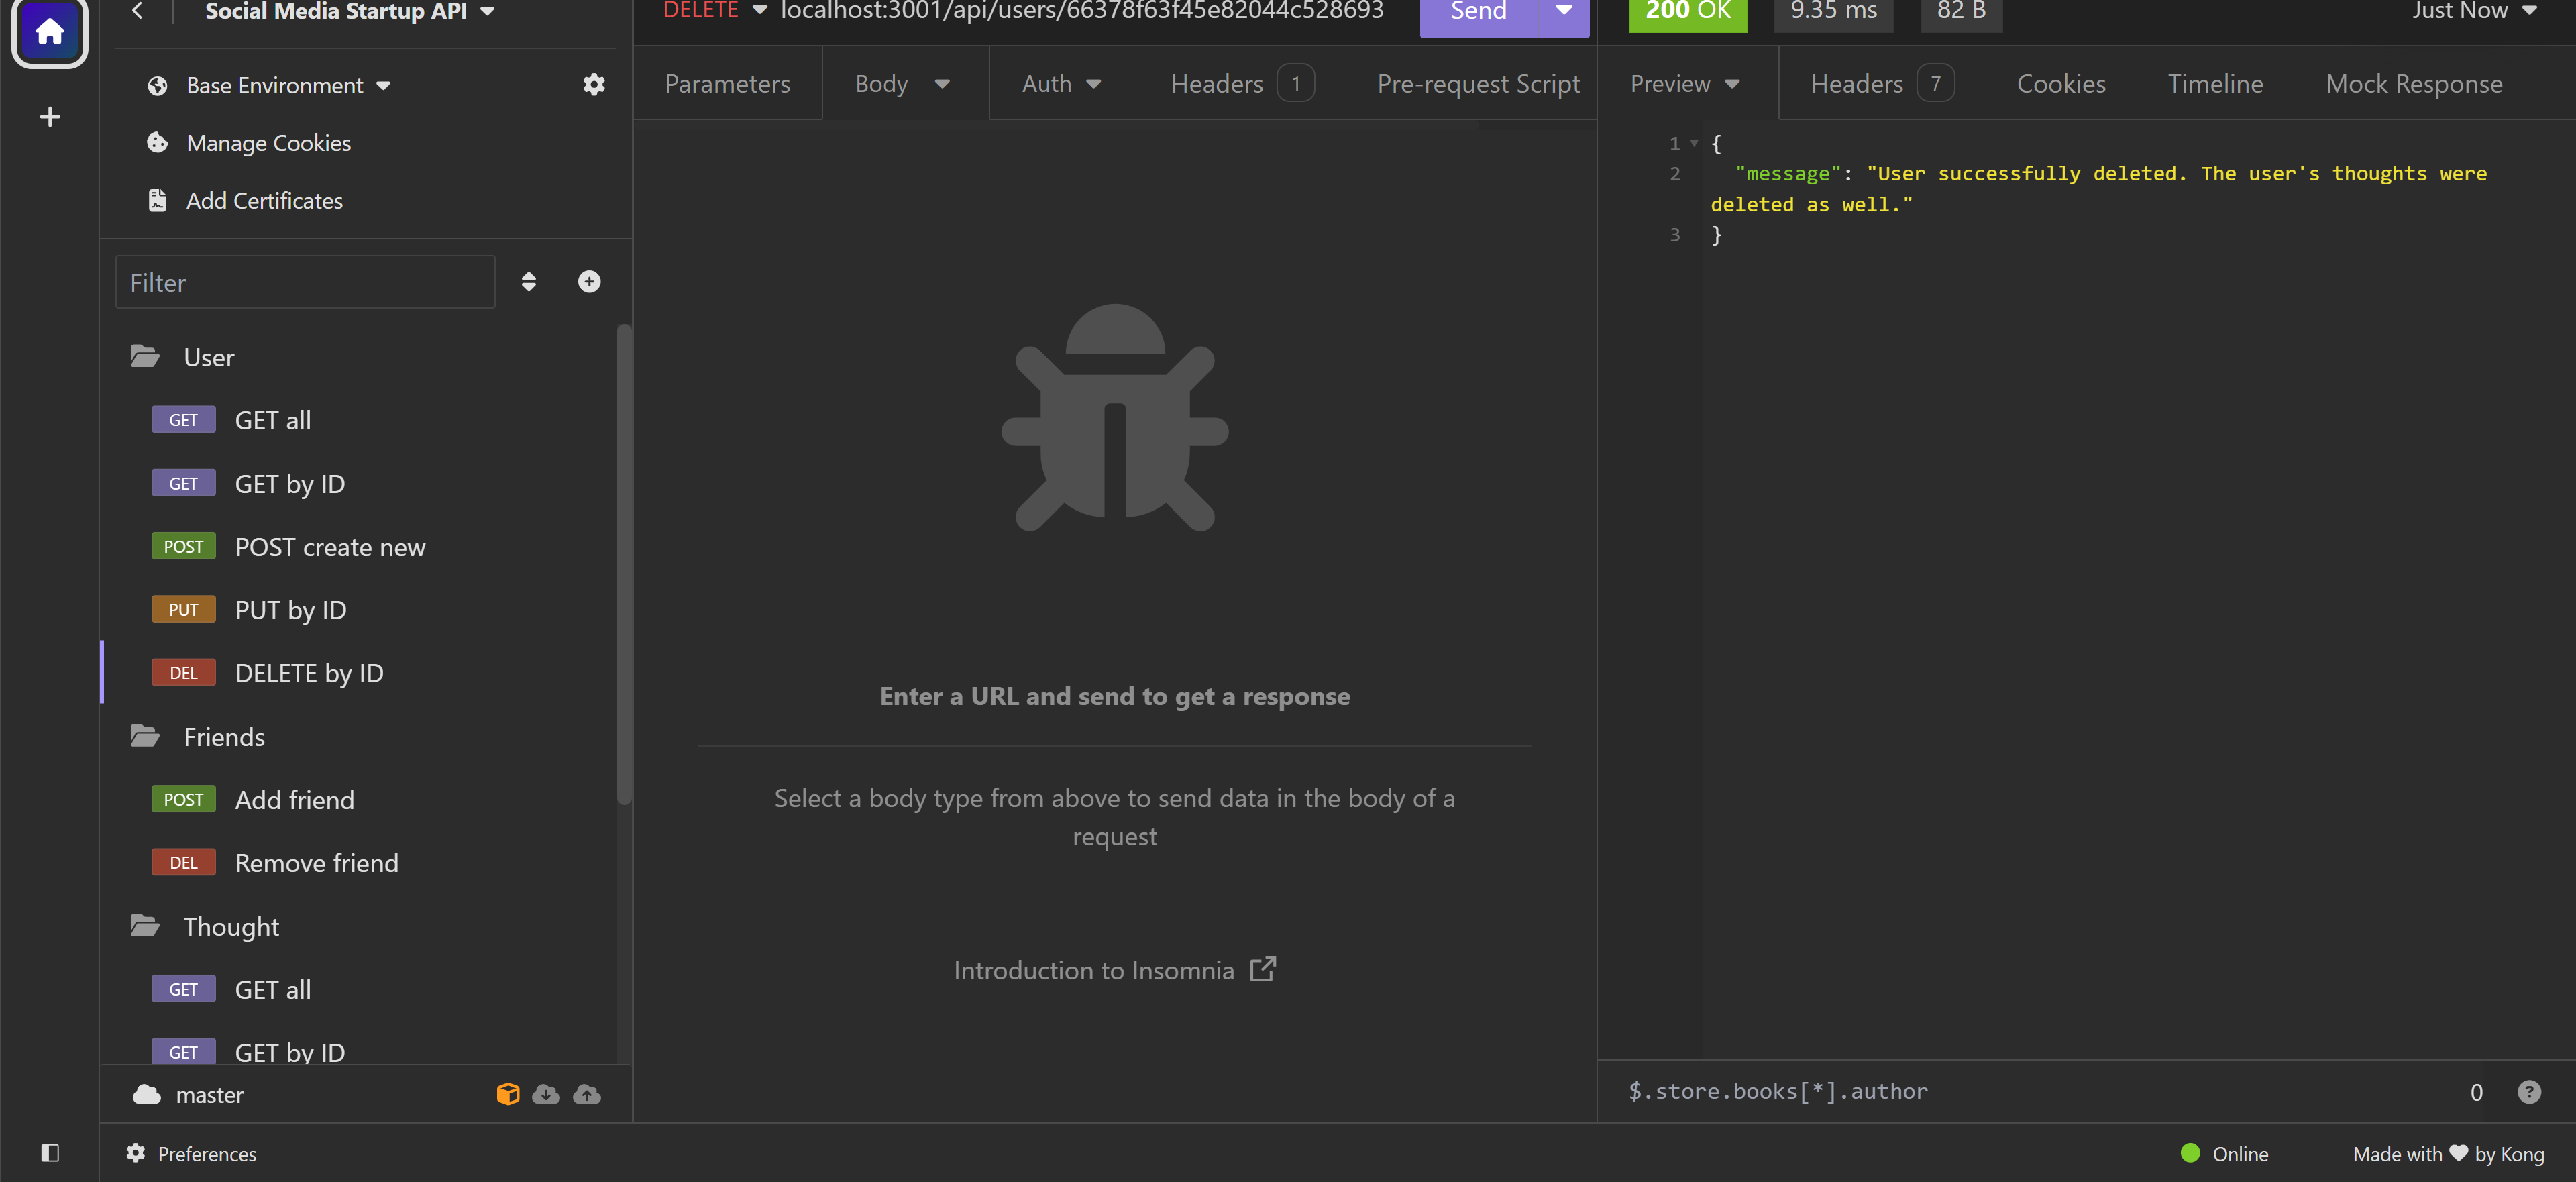 Social Media Startup API
Base Environment
Manage Cookies
Add Certificates
Filter
User
GET GET all
GET GET by ID
POST POST create new
PUT PUT by ID
DEL DELETE by ID
Friends
POST Add friend
DEL Remove friend
Thought
GET GET all
GET GET by ID
master
Preferences
DELETE localhost:3001/api/users/66378f63f45e82044c528693 Send
Parameters Body Auth Headers 1 Pre-request Script
Enter a URL and send to get a response
Select a body type from above to send data in the body of a
request
Introduction to Insomnia
200 OK 9.35 ms 82 B Just Now
Preview Headers 7 Cookies Timeline Mock Response
1 {
2 "message": "User successfully deleted. The user's thoughts were
deleted as well."
3 }
$.store.books[*].author 0 ?
Online Made with ♥ by Kong